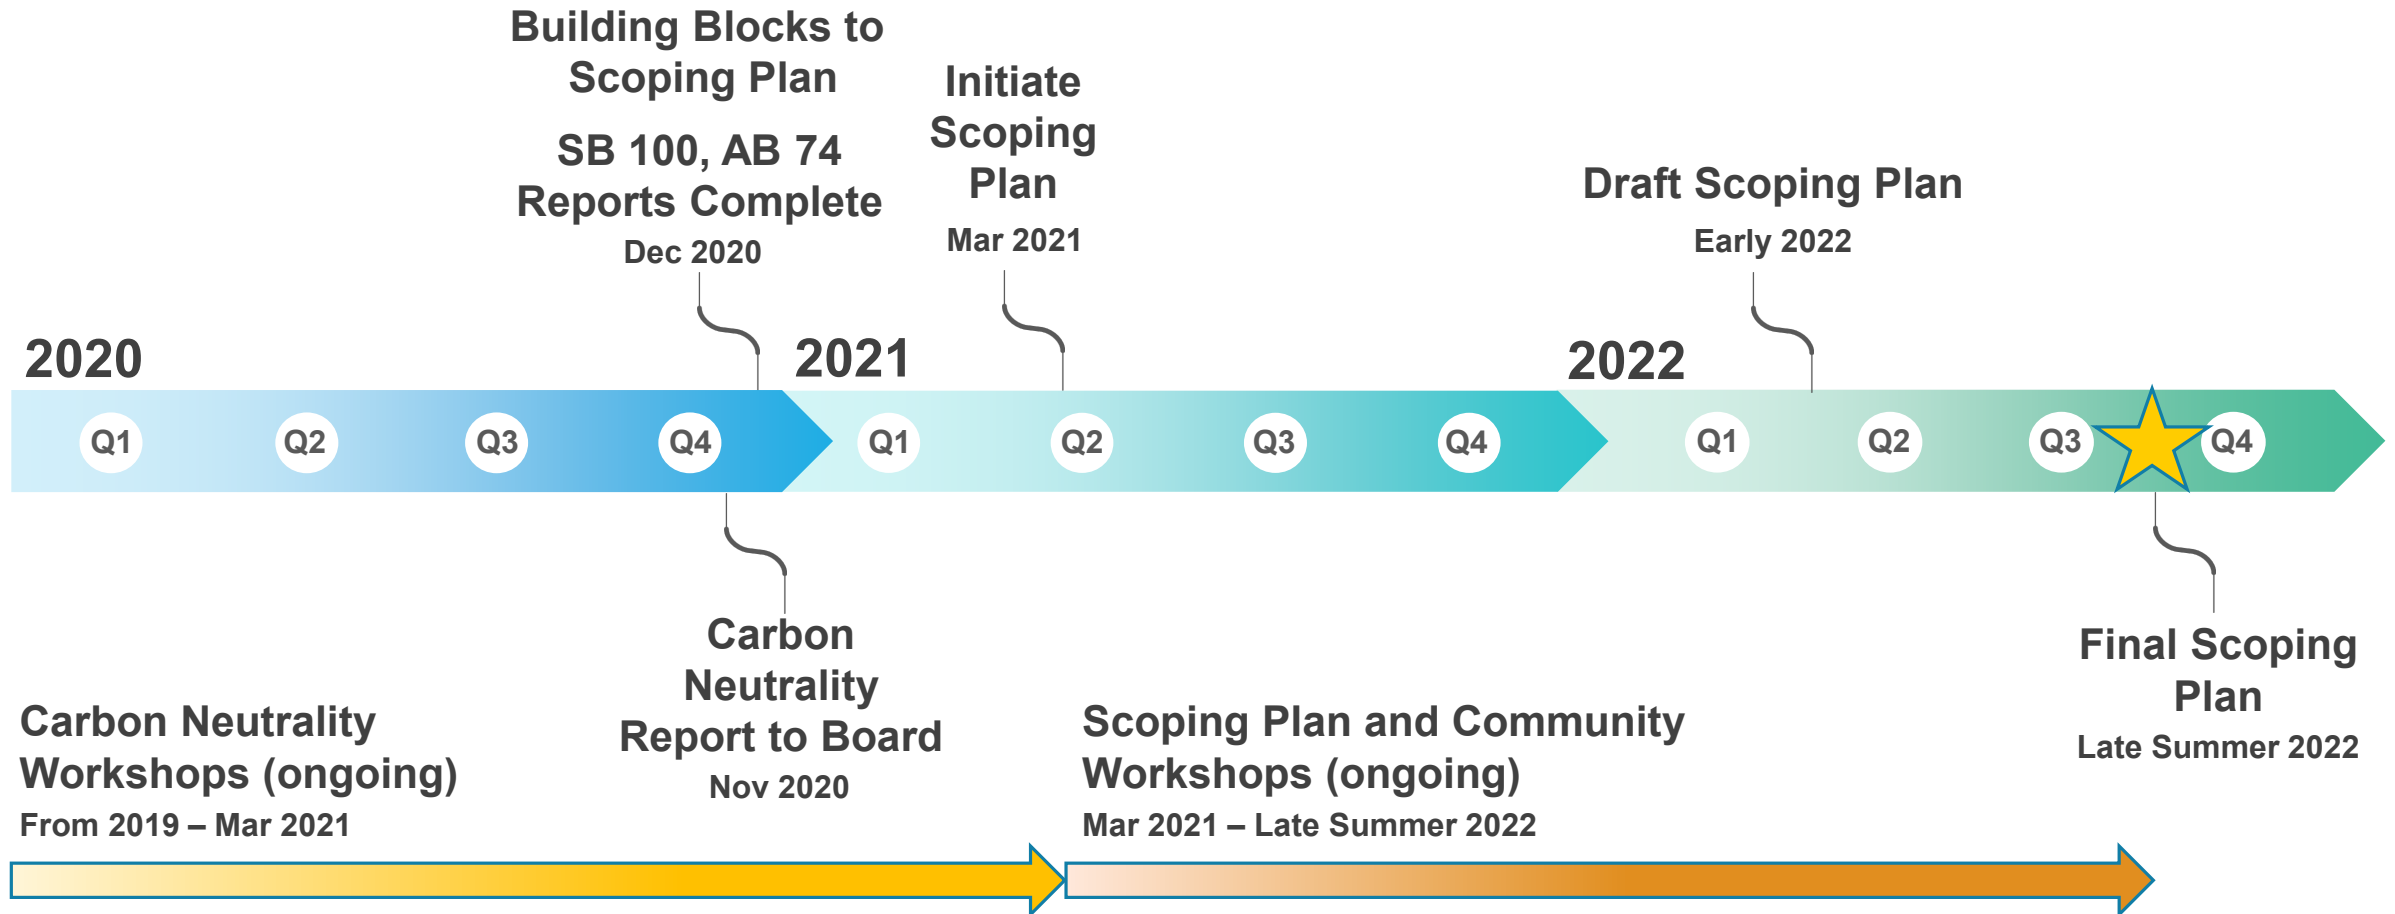 Building Blocks to
Scoping Plan
SB 100, AB 74
Reports Complete
Dec 2020
Initiate
Scoping
Plan
Mar 2021
Draft Scoping Plan
Early 2022
2020
2021
2022
Q1 Q2 Q3 Q4 Q1 Q2 Q3 Q4 Q1 Q2 Q3 Q4
Carbon
Neutrality
Report to Board
Nov 2020
Final Scoping
Plan
Late Summer 2022
Carbon Neutrality
Workshops (ongoing)
From 2019 – Mar 2021
Scoping Plan and Community
Workshops (ongoing)
Mar 2021 – Late Summer 2022